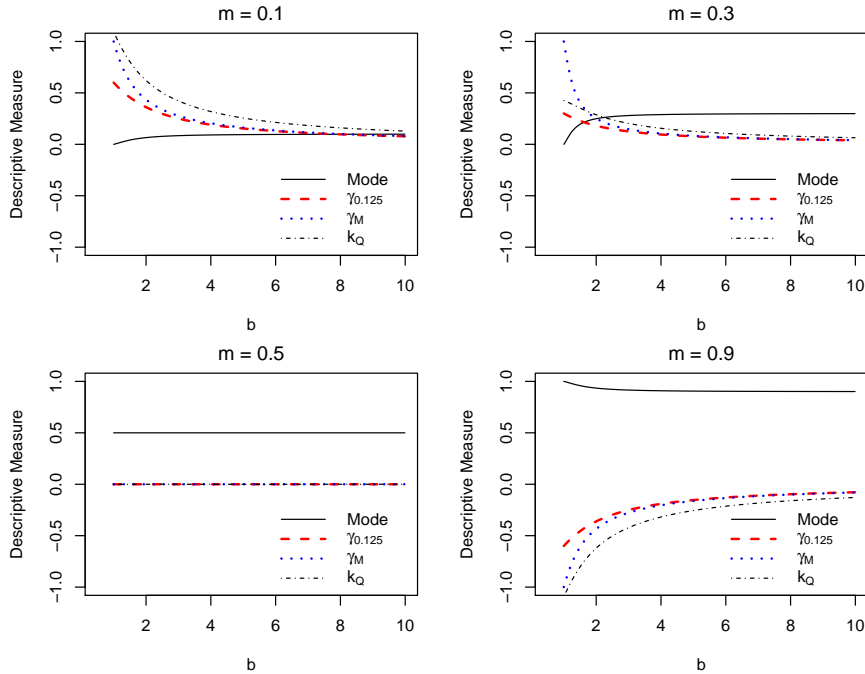 m = 0.1
Descriptive Measure
1.0
0.5
0.0
−0.5
−1.0
Mode
γ0.125
γM
kQ
2 4 6 8 10
b
m = 0.3
Descriptive Measure
1.0
0.5
0.0
−0.5
−1.0
Mode
γ0.125
γM
kQ
2 4 6 8 10
b
m = 0.5
Descriptive Measure
1.0
0.5
0.0
−0.5
−1.0
Mode
γ0.125
γM
kQ
2 4 6 8 10
b
m = 0.9
Descriptive Measure
1.0
0.5
0.0
−0.5
−1.0
Mode
γ0.125
γM
kQ
2 4 6 8 10
b